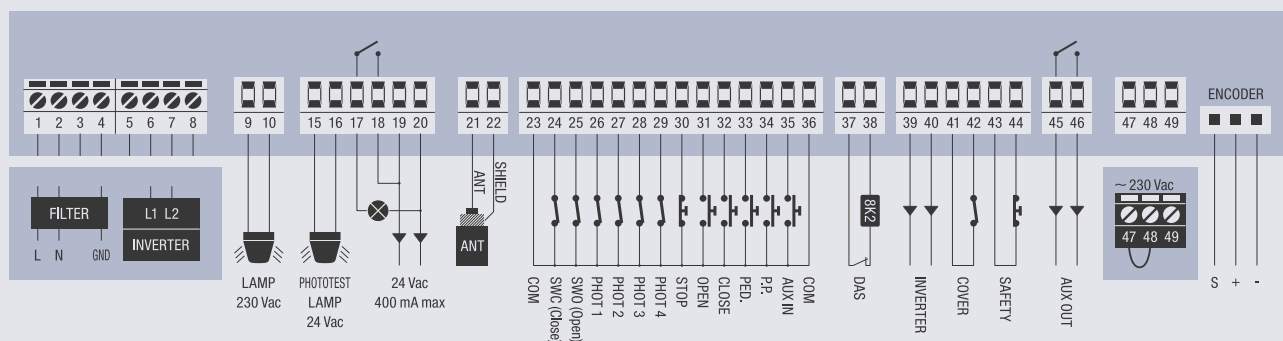 ENCODER
1 2 3 4 5 6 7 8
9 10
15 16 17 18 19 20
21 22
23 24 25 26 27 28 29 30 31 32 33 34 35 36
37 38
39 40 41 42 43 44
45 46
47 48 49
FILTER
L N GND
L1 L2
INVERTER
LAMP
230 Vac
PHOTOTEST
LAMP
24 Vac
24 Vac
400 mA max
ANT
SHIELD
ANT
COM
SWC (Close)
SWO (Open)
PHOT 1
PHOT 2
PHOT 3
PHOT 4
STOP
OPEN
CLOSE
PED.
P.P.
AUX IN
COM
8K2
DAS
INVERTER
COVER
SAFETY
AUX OUT
~ 230 Vac
47 48 49
S + -